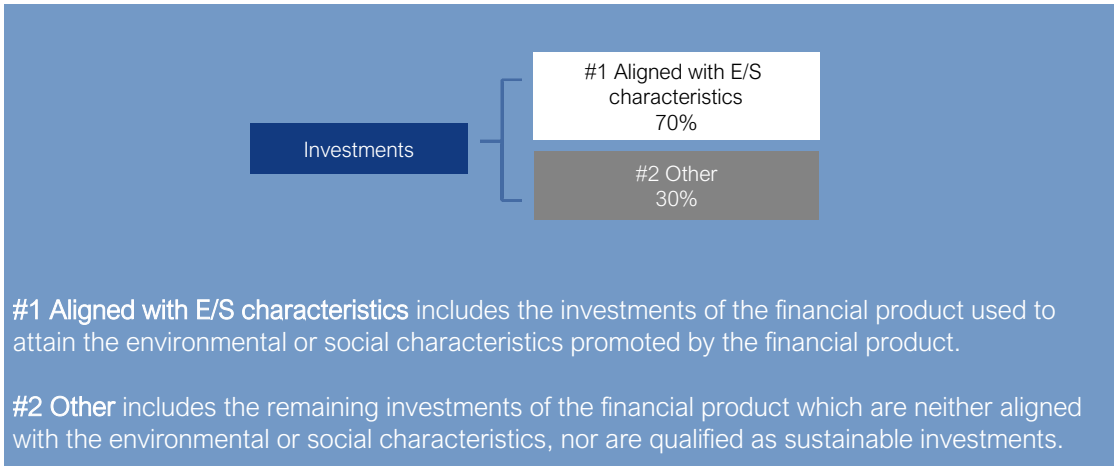 #1 Aligned with E/S
characteristics
70%
Investments
#2 Other
30%
#1 Aligned with E/S characteristics includes the investments of the financial product used to
attain the environmental or social characteristics promoted by the financial product.
#2 Other includes the remaining investments of the financial product which are neither aligned
with the environmental or social characteristics, nor are qualified as sustainable investments.